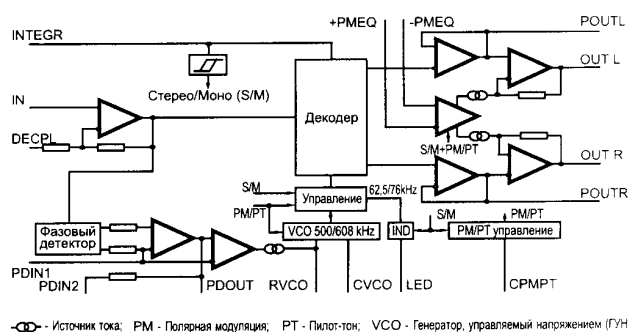 +PMEQ -PMEQ POUTL
INTEGR
OUT L
Стерео/Моно (S/M)
IN
Декодер
DECPL
S/M+PM/PT
OUT R
S/M
Управление
62,5/76kHz
POUTR
PM/PT
S/M
PM/PT
Фазовый
детектор
VCO 500/608 kHz
IND
PM/PT управление
PDIN1
PDIN2 PDOUT RVCO CVCO LED CPMPT
- Источник тока; PM - Полярная модуляция; PT - Пилот-тон; VCO - Генератор, управляемый напряжением (ГУН